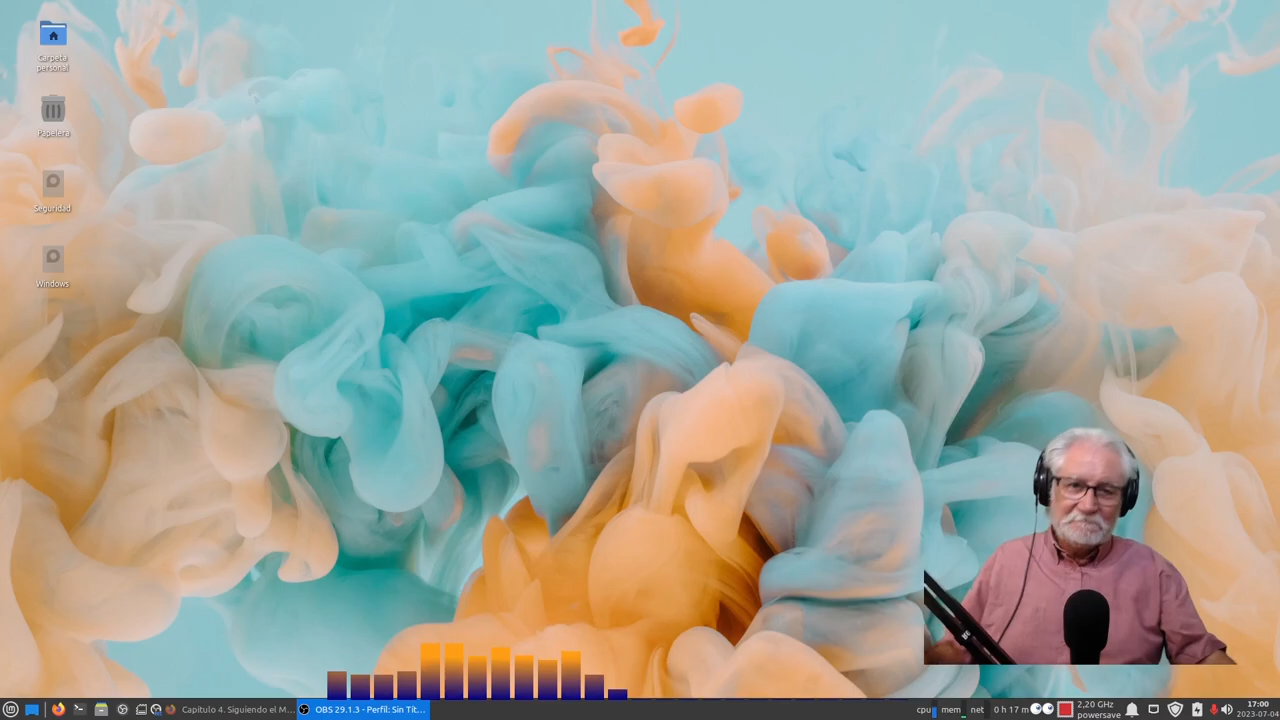 Carpeta
personal
Papelera
Seguridad
Windows
Capitulo 4. Siguiendo el M...
OBS 29.1.3 - Perfil: Sin Tít...
cpu
mem
net
0 h 17 m
2,20 GHz
powersave
17:00
2023-07-04